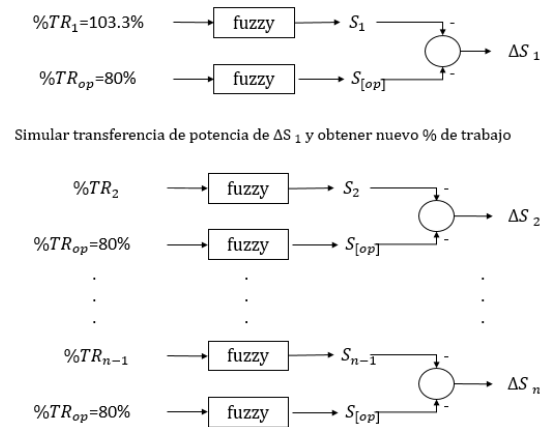 %TR₁=103.3% fuzzy S₁ - ΔS ₁
%TRₒₚ=80% fuzzy S[ₒₚ] -
Simular transferencia de potencia de ΔS ₁ y obtener nuevo % de trabajo
%TR₂ fuzzy S₂ - ΔS ₂
%TRₒₚ=80% fuzzy S[ₒₚ] -
. . .
. . .
. . .
%TRₙ₋₁ fuzzy Sₙ₋₁ - ΔS ₙ
%TRₒₚ=80% fuzzy S[ₒₚ] -